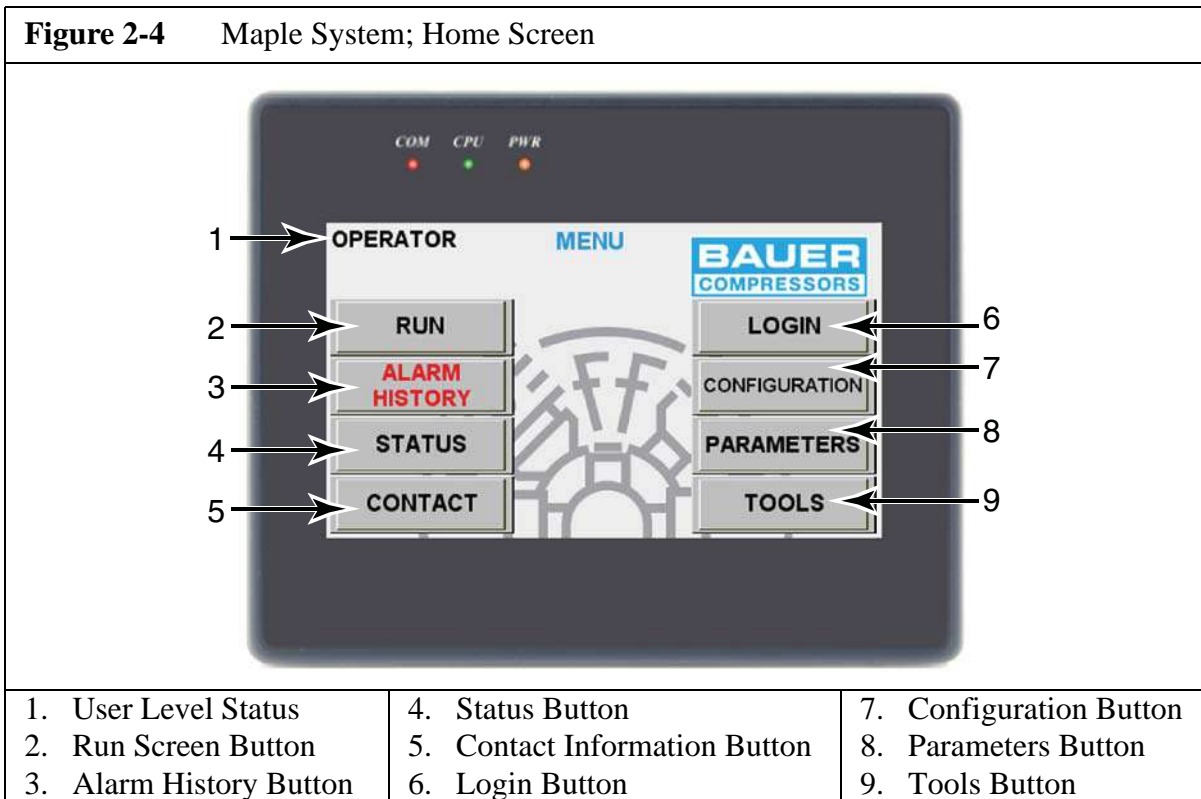 Figure 2-4 Maple System; Home Screen
COM CPU PWR
1 OPERATOR MENU
BAUER
COMPRESSORS
2 RUN LOGIN 6
3 ALARM
HISTORY
CONFIGURATION 7
4 STATUS PARAMETERS 8
5 CONTACT TOOLS 9
1. User Level Status
2. Run Screen Button
3. Alarm History Button
4. Status Button
5. Contact Information Button
6. Login Button
7. Configuration Button
8. Parameters Button
9. Tools Button